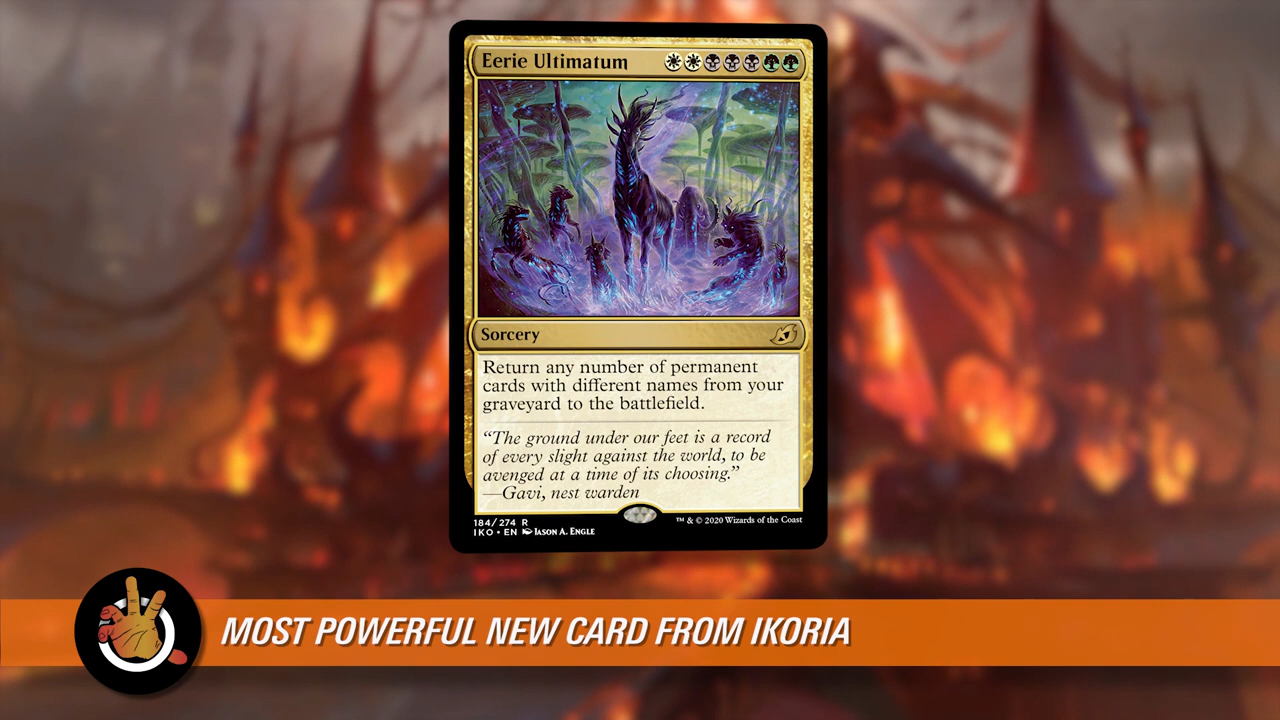 Eerie Ultimatum
Sorcery
Return any number of permanent
cards with different names from your
graveyard to the battlefield.
“The ground under our feet is a record
of every slight against the world, to be
avenged at a time of its choosing.”
—Gavi, nest warden
184/274 R
IKO • EN Jason A. Engle
™ & © 2020 Wizards of the Coast
MOST POWERFUL NEW CARD FROM IKORIA